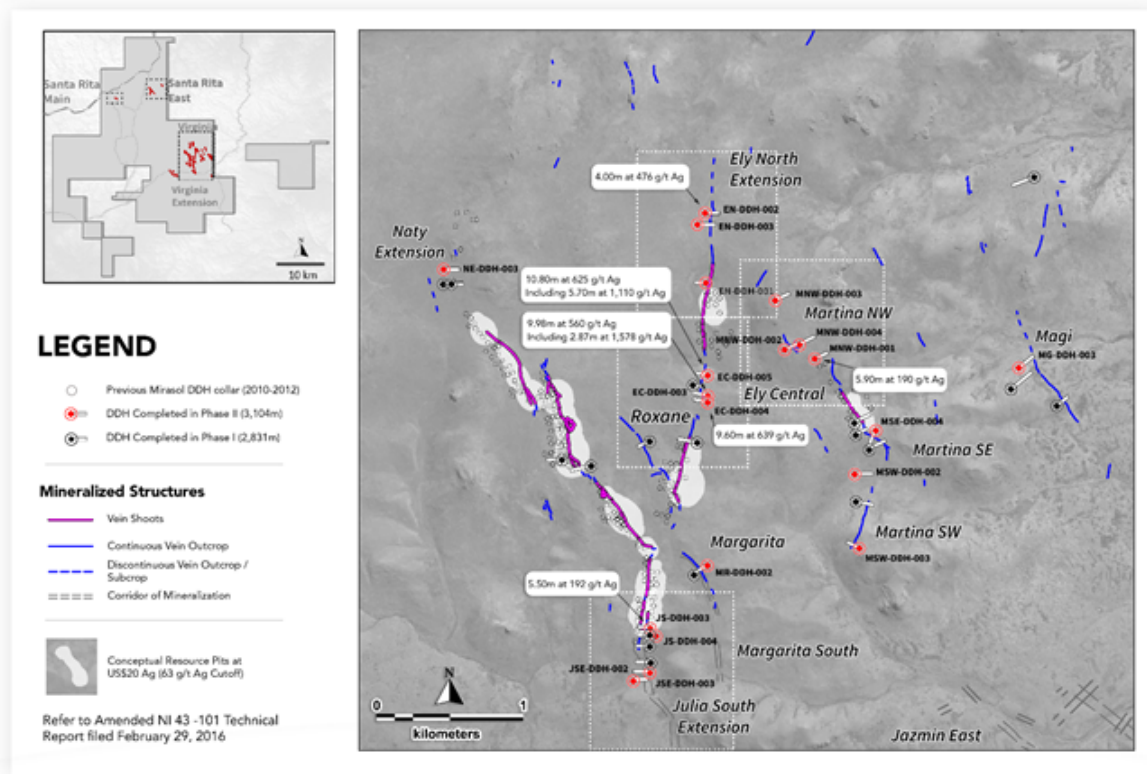 Santa Rita
Main
Santa Rita
East
Virginia
Virginia
Extension
N
10 km
LEGEND
Previous Mirasol DDH collar (2010-2012)
DDH Completed in Phase II (3,104m)
DDH Completed in Phase I (2,831m)
Mineralized Structures
Vein Shoots
Continuous Vein Outcrop
Discontinuous Vein Outcrop /
Subcrop
Corridor of Mineralization
Conceptual Resource Pits at
US$20 Ag (63 g/t Ag Cutoff)
Refer to Amended NI 43 -101 Technical
Report filed February 29, 2016
Ely North
Extension
4.00m at 476 g/t Ag
EN-DDH-002
EN-DDH-003
Naty
Extension
NE-DDH-003
10.80m at 625 g/t Ag
Including 5.70m at 1,110 g/t Ag
EN-DDH-001
MNW-DDH-003
Martina NW
9.98m at 560 g/t Ag
Including 2.87m at 1,578 g/t Ag
MNW-DDH-004
MNW-DDH-002
MNW-DDH-001
Magi
MG-DDH-003
EC-DDH-005
5.90m at 190 g/t Ag
EC-DDH-003
Ely Central
EC-DDH-004
Roxane
MSE-DDH-004
9.60m at 639 g/t Ag
Martina SE
MSW-DDH-002
Martina SW
Margarita
MSW-DDH-003
MR-DDH-002
5.50m at 192 g/t Ag
JS-DDH-003
JS-DDH-004
Margarita South
JSE-DDH-002
JSE-DDH-003
N
0
1
kilometers
Julia South
Extension
Jazmin East